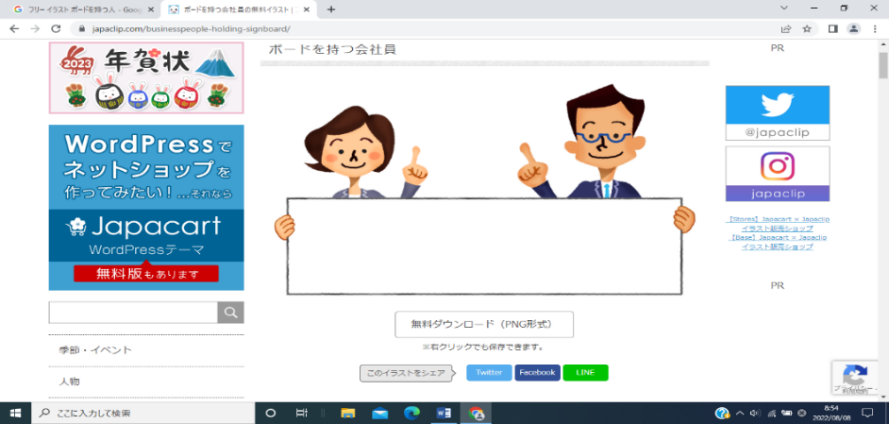 フリー イラスト ボードを持つ人 - Goog
ボードを持つ会社員の無料イラスト |
japaclip.com/businesspeople-holding-signboard/
2023
年賀状
WordPressで
ネットショップを
作ってみたい！...それなら
Japacart
WordPressテーマ
無料版もあります
季節・イベント
人物
ボードを持つ会社員
無料ダウンロード（PNG形式）
※右クリックでも保存できます。
このイラストをシェア
Twitter
Facebook
LINE
PR
@japaclip
japaclip
【Stores】Japacart × Japaclip
イラスト販売ショップ
【Base】Japacart × Japaclip
イラスト販売ショップ
PR
ここに入力して検索
8:54
2022/08/08